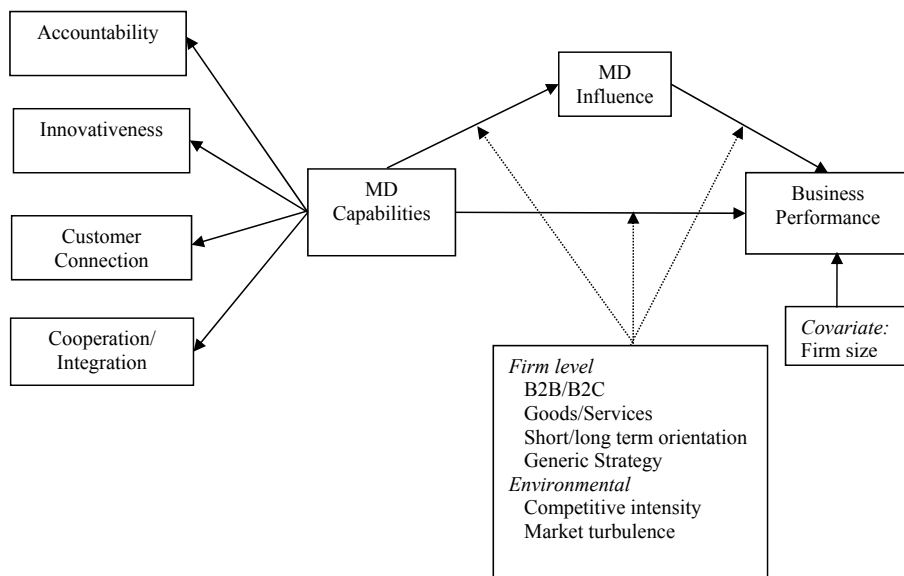 Accountability
Innovativeness
Customer
Connection
Cooperation/
Integration
MD
Capabilities
MD
Influence
Business
Performance
Covariate:
Firm size
Firm level
B2B/B2C
Goods/Services
Short/long term orientation
Generic Strategy
Environmental
Competitive intensity
Market turbulence